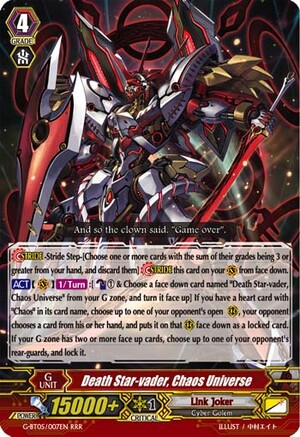 4
GRADE
And so the clown said. "Game over".
STRIDE -Stride Step-[Choose one or more cards with the sum of their grades being 3 or
greater from your hand, and discard them] STRIDE this card on your from face down.
ACT [ ] 1/Turn [ 1 & Choose a face down card named "Death Star-vader,
Chaos Universe" from your G zone, and turn it face up] If you have a heart card with
"Chaos" in its card name, choose up to one of your opponent's open , your opponent
chooses a card from his or her hand, and puts it on that face down as a locked card.
If your G zone has two or more face up cards, choose up to one of your opponent's
rear-guards, and lock it.
G
UNIT
Death Star-vader, Chaos Universe
POWER
15000+
1
CRITICAL
Link Joker
Cyber Golem
G-BT05/007EN RRR
ILLUST / 中村エイト